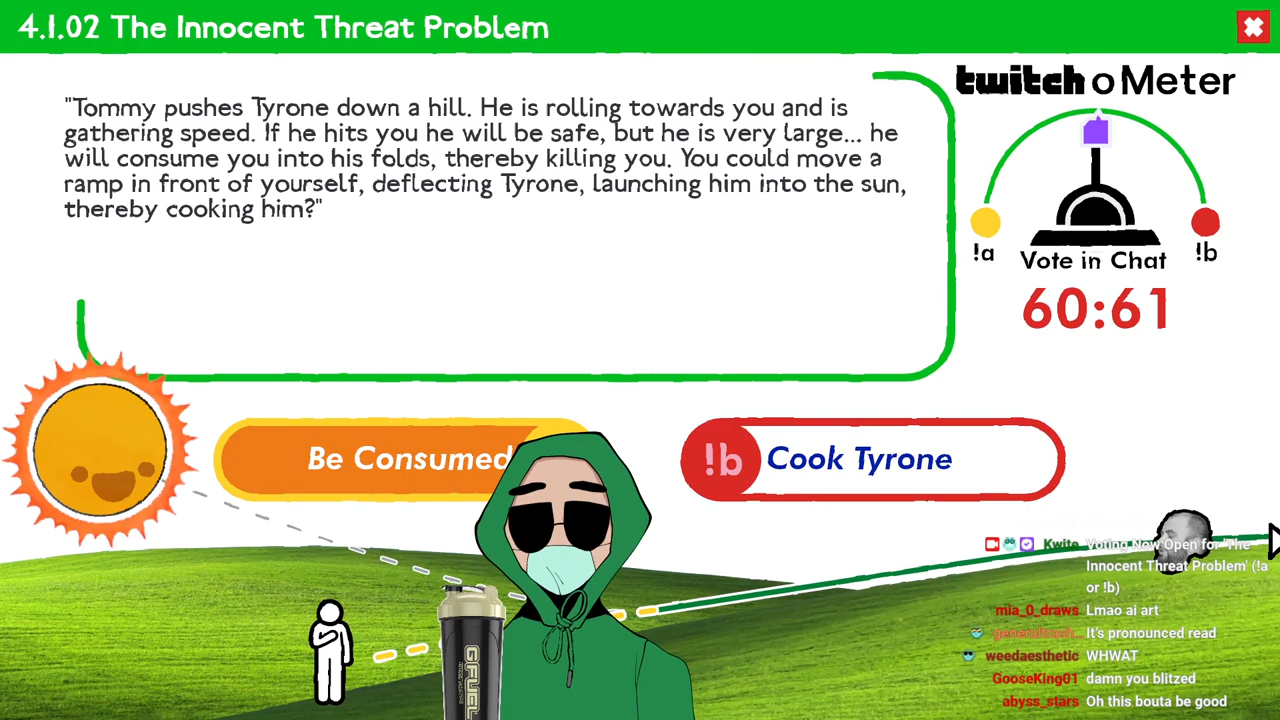 4.1.02 The Innocent Threat Problem
"Tommy pushes Tyrone down a hill. He is rolling towards you and is
gathering speed. If he hits you he will be safe, but he is very large... he
will consume you into his folds, thereby killing you. You could move a
ramp in front of yourself, deflecting Tyrone, launching him into the sun,
thereby cooking him?"
twitch o Meter
!a
!b
Vote in Chat
60:61
Be Consumed
!b Cook Tyrone
Kwite Voting Now Open for 'The
Innocent Threat Problem' (!a
or !b)
mia_0_draws Lmao ai art
It's pronounced read
weedaesthetic WHWAT
GooseKing01 damn you blitzed
abyss_stars Oh this bouta be good
G FUEL